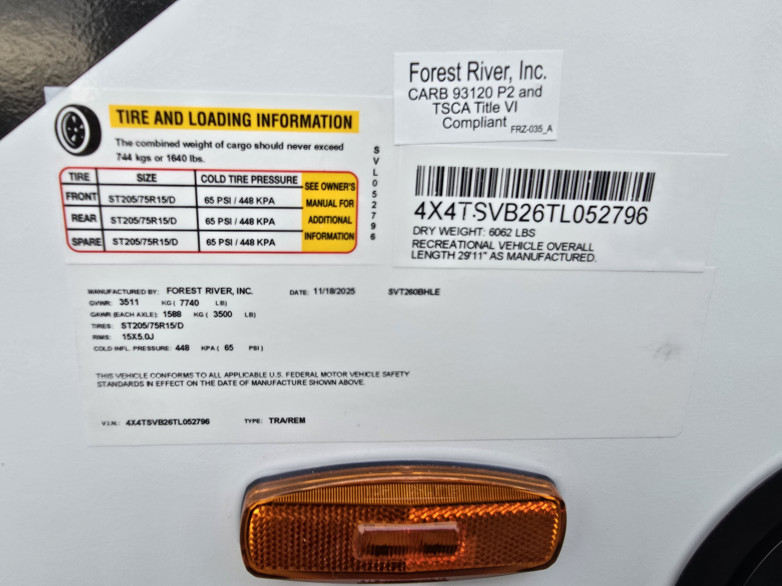 Forest River, Inc.
CARB 93120 P2 and
TSCA Title VI
Compliant FRZ-035_A
TIRE AND LOADING INFORMATION
The combined weight of cargo should never exceed
744 kgs or 1640 lbs.
TIRE SIZE COLD TIRE PRESSURE SEE OWNER'S MANUAL FOR ADDITIONAL INFORMATION
FRONT ST205/75R15/D 65 PSI / 448 KPA
REAR ST205/75R15/D 65 PSI / 448 KPA
SPARE ST205/75R15/D 65 PSI / 448 KPA
SVL052796
4X4TSVB26TL052796
DRY WEIGHT: 6062 LBS
RECREATIONAL VEHICLE OVERALL
LENGTH 29'11" AS MANUFACTURED.
MANUFACTURED BY: FOREST RIVER, INC. DATE: 11/18/2025 SVT260BHLE
GVWR: 3511 KG ( 7740 LB)
GAWR (EACH AXLE): 1588 KG ( 3500 LB)
TIRES: ST205/75R15/D
RIMS: 15X5.0J
COLD INFL. PRESSURE: 448 KPA ( 65 PSI )
THIS VEHICLE CONFORMS TO ALL APPLICABLE U.S. FEDERAL MOTOR VEHICLE SAFETY
STANDARDS IN EFFECT ON THE DATE OF MANUFACTURE SHOWN ABOVE.
V.I.N.: 4X4TSVB26TL052796 TYPE: TRA/REM